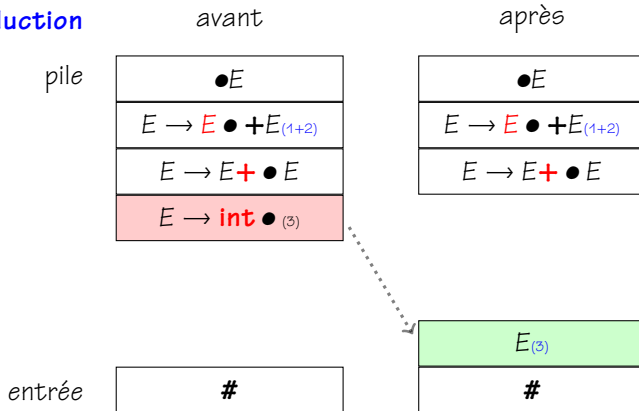 uction avant après
pile ●E ●E
E → E ● +E(1+2) E → E ● +E(1+2)
E → E+ ● E E → E+ ● E
E → int ● (3)
E(3)
entrée # #